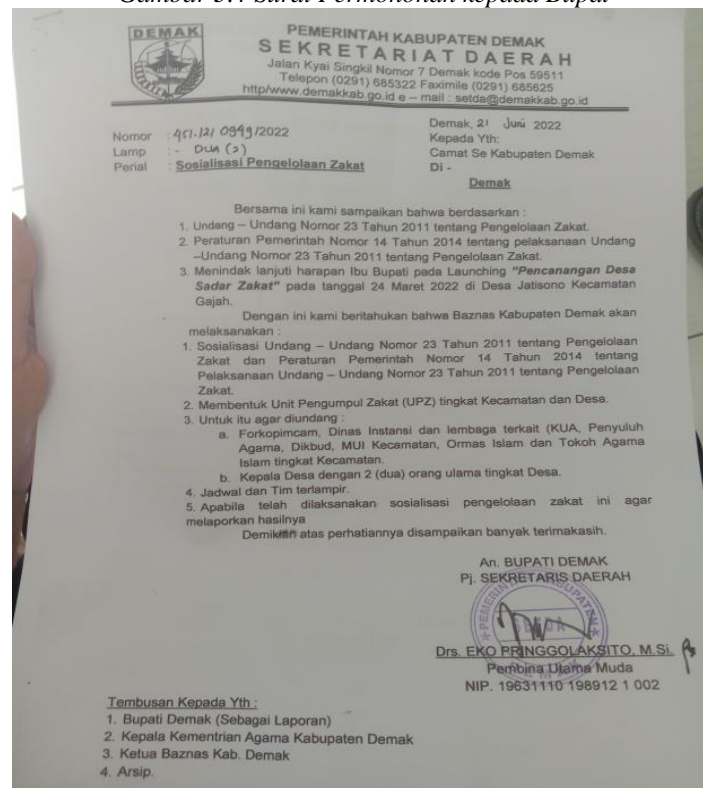 Gambar 3.4 Surat Permohonan kepada Bupati
DEMAK
PEMERINTAH KABUPATEN DEMAK
SEKRETARIAT DAERAH
Jalan Kyai Singkil Nomor 7 Demak kode Pos 59511
Telepon (0291) 685322 Faximile (0291) 685625
http/www.demakkab.go.id e – mail : setda@demakkab.go.id
Demak, 21 Juni 2022
Nomor : 451.12/ 0949/2022
Kepada Yth:
Lamp : - DUA (2)
Camat Se Kabupaten Demak
Perial : Sosialisasi Pengelolaan Zakat
Di -
Demak
Bersama ini kami sampaikan bahwa berdasarkan :
1. Undang – Undang Nomor 23 Tahun 2011 tentang Pengelolaan Zakat.
2. Peraturan Pemerintah Nomor 14 Tahun 2014 tentang pelaksanaan Undang
–Undang Nomor 23 Tahun 2011 tentang Pengelolaan Zakat.
3. Menindak lanjuti harapan Ibu Bupati pada Launching "Pencanangan Desa
Sadar Zakat" pada tanggal 24 Maret 2022 di Desa Jatisono Kecamatan
Gajah.
Dengan ini kami beritahukan bahwa Baznas Kabupaten Demak akan
melaksanakan :
1. Sosialisasi Undang – Undang Nomor 23 Tahun 2011 tentang Pengelolaan
Zakat dan Peraturan Pemerintah Nomor 14 Tahun 2014 tentang
Pelaksanaan Undang – Undang Nomor 23 Tahun 2011 tentang Pengelolaan
Zakat.
2. Membentuk Unit Pengumpul Zakat (UPZ) tingkat Kecamatan dan Desa.
3. Untuk itu agar diundang :
a. Forkopimcam, Dinas Instansi dan lembaga terkait (KUA, Penyuluh
Agama, Dikbud, MUI Kecamatan, Ormas Islam dan Tokoh Agama
Islam tingkat Kecamatan.
b. Kepala Desa dengan 2 (dua) orang ulama tingkat Desa.
4. Jadwal dan Tim terlampir.
5. Apabila telah dilaksanakan sosialisasi pengelolaan zakat ini agar
melaporkan hasilnya
Demikian atas perhatiannya disampaikan banyak terimakasih.
An. BUPATI DEMAK
Pj. SEKRETARIS DAERAH
PEMERINTAH KABUPATEN
SETDA
DEMAK
Drs. EKO PRINGGOLAKSITO, M.Si.
Pembina Utama Muda
NIP. 19631110 198912 1 002
Tembusan Kepada Yth :
1. Bupati Demak (Sebagai Laporan)
2. Kepala Kementrian Agama Kabupaten Demak
3. Ketua Baznas Kab. Demak
4. Arsip.